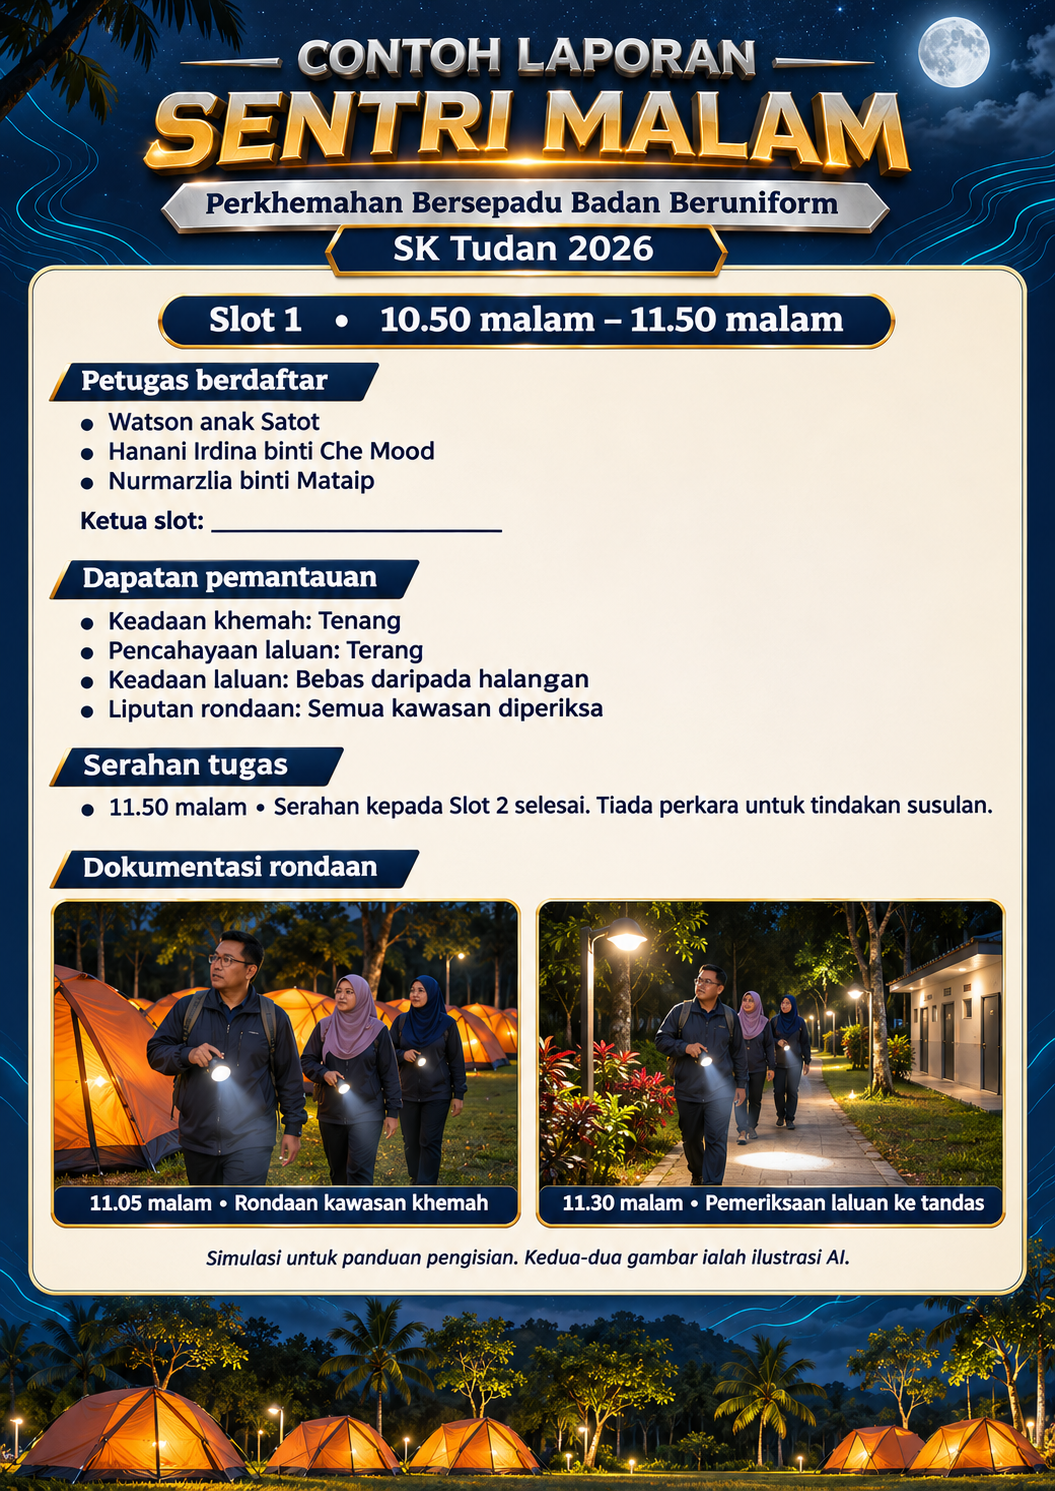 CONTOH LAPORAN
SENTRI MALAM
Perkhemahan Bersepadu Badan Beruniform
SK Tudan 2026
Slot 1 • 10.50 malam – 11.50 malam
Petugas berdaftar
● Watson anak Satot
● Hanani Irdina binti Che Mood
● Nurmarzlia binti Mataip
Ketua slot: ____________________
Dapatan pemantauan
● Keadaan khemah: Tenang
● Pencahayaan laluan: Terang
● Keadaan laluan: Bebas daripada halangan
● Liputan rondaan: Semua kawasan diperiksa
Serahan tugas
● 11.50 malam • Serahan kepada Slot 2 selesai. Tiada perkara untuk tindakan susulan.
Dokumentasi rondaan
11.05 malam • Rondaan kawasan khemah
11.30 malam • Pemeriksaan laluan ke tandas
Simulasi untuk panduan pengisian. Kedua-dua gambar ialah ilustrasi AI.